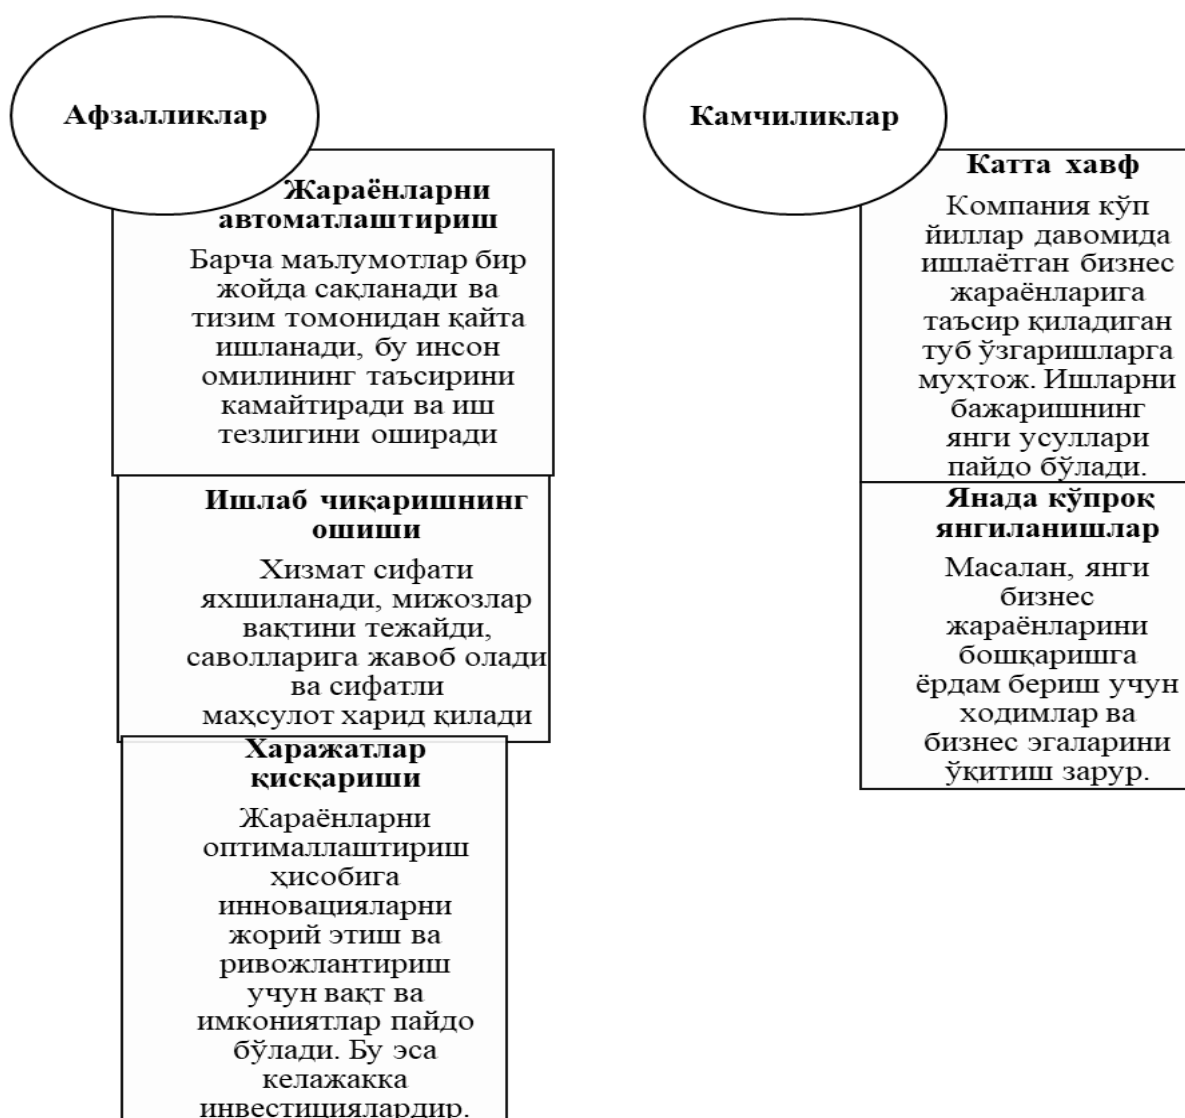 Афзалликлар
Жараёнларни
автоматлаштириш
Барча маълумотлар бир
жойда сақланади ва
тизим томонидан қайта
ишланади, бу инсон
омилининг таъсирини
камайтиради ва иш
тезлигини оширади
Ишлаб чиқаришнинг
ошиши
Хизмат сифати
яхшиланади, мижозлар
вақтини тежайди,
саволларига жавоб олади
ва сифатли
маҳсулот харид қилади
Харажатлар
қисқариши
Жараёнларни
оптималлаштириш
ҳисобига
инновацияларни
жорий этиш ва
ривожлантириш
учун вақт ва
имкониятлар пайдо
бўлади. Бу эса
келажакка
инвестициялардир.
Камчиликлар
Катта хавф
Компания кўп
йиллар давомида
ишлаётган бизнес
жараёнларига
таъсир қиладиган
туб ўзгаришларга
муҳтож. Ишларни
бажаришнинг
янги усуллари
пайдо бўлади.
Янада кўпроқ
янгиланишлар
Масалан, янги
бизнес
жараёнларини
бошқаришга
ёрдам бериш учун
ходимлар ва
бизнес эгаларини
ўқитиш зарур.